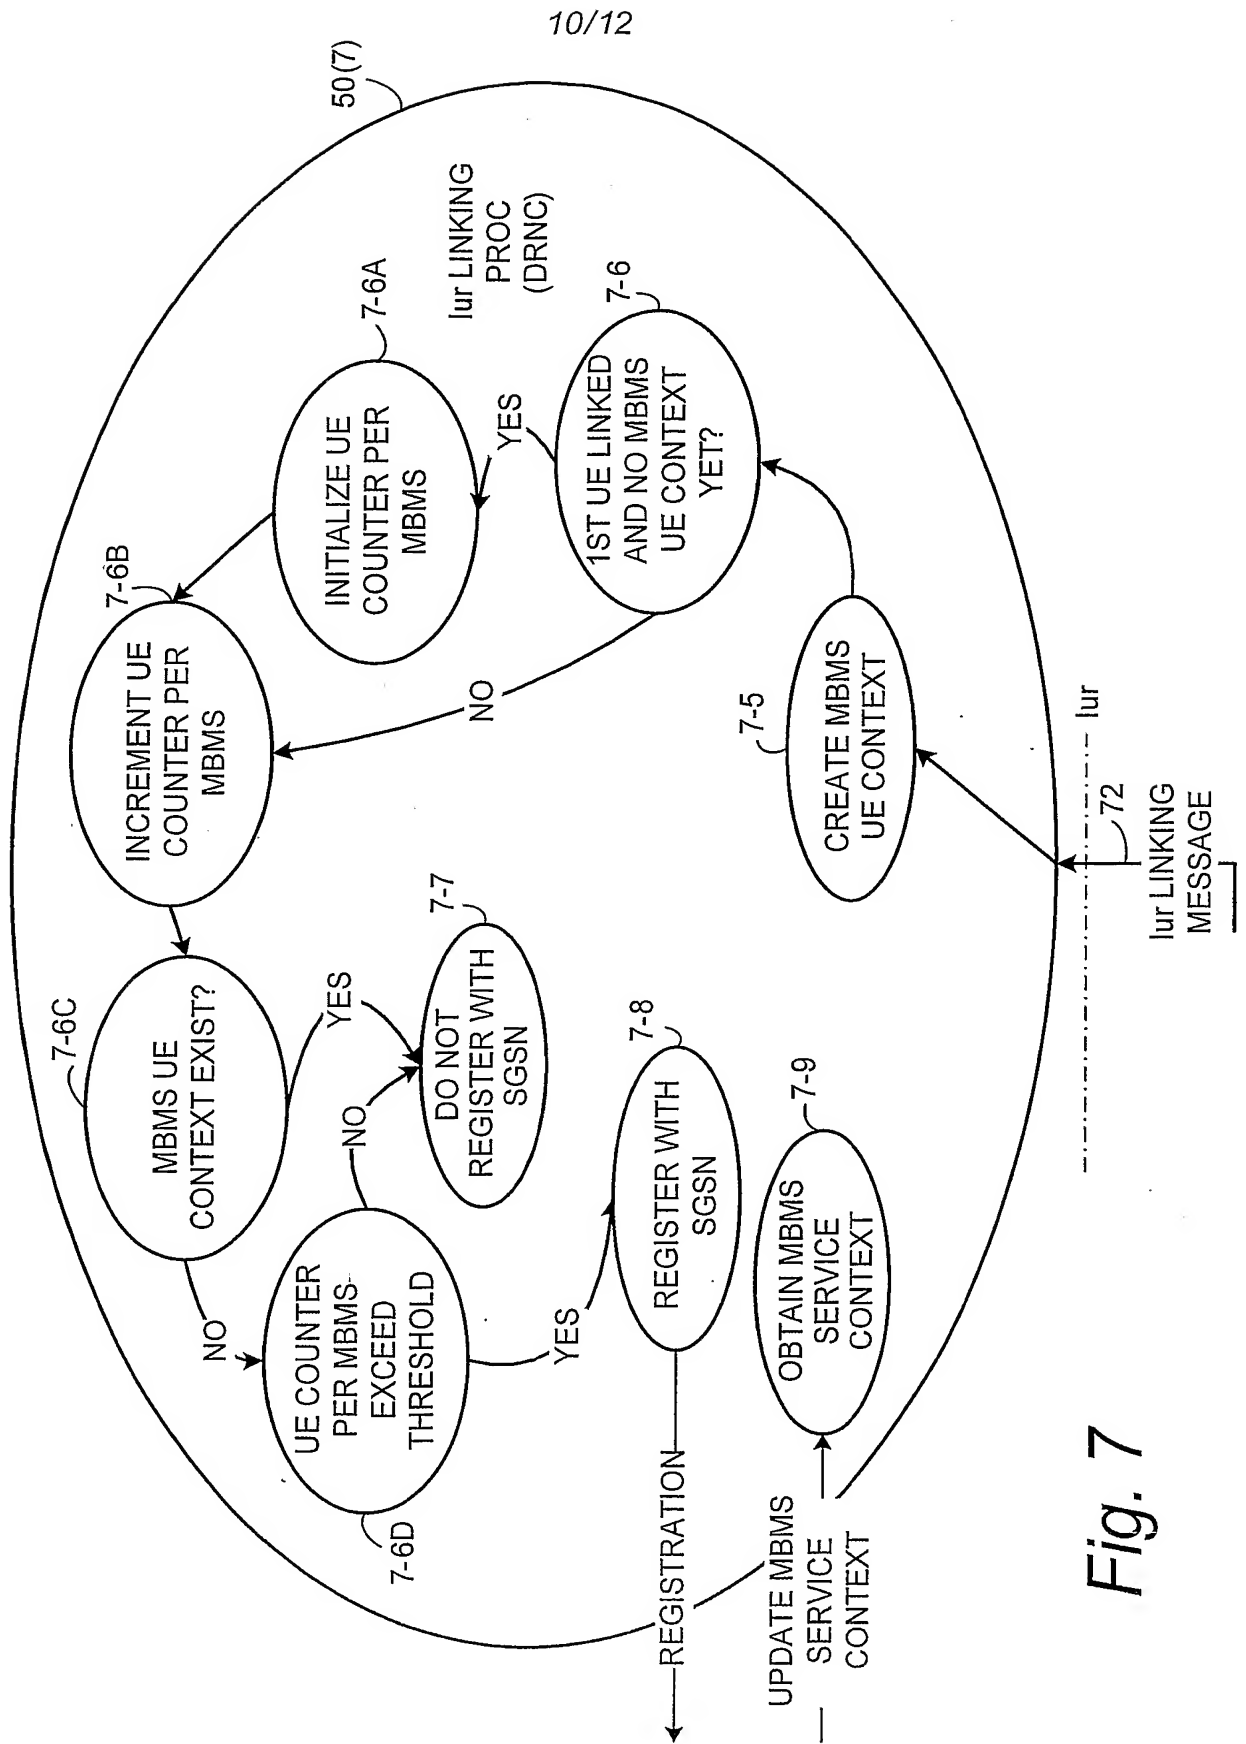 10/12
50(7)
Iur LINKING
PROC
(DRNC)
7-6A
INITIALIZE UE
COUNTER PER
MBMS
YES
7-6
1ST UE LINKED
AND NO MBMS
UE CONTEXT
YET?
7-6B
INCREMENT UE
COUNTER PER
MBMS
NO
7-5
CREATE MBMS
UE CONTEXT
Iur
72
Iur LINKING
MESSAGE
7-6C
MBMS UE
CONTEXT EXIST?
YES
7-7
DO NOT
REGISTER WITH
SGSN
NO
NO
UE COUNTER
PER MBMS
EXCEED
THRESHOLD
7-6D
YES
7-8
REGISTER WITH
SGSN
REGISTRATION
7-9
OBTAIN MBMS
SERVICE
CONTEXT
UPDATE MBMS
SERVICE
CONTEXT
Fig. 7